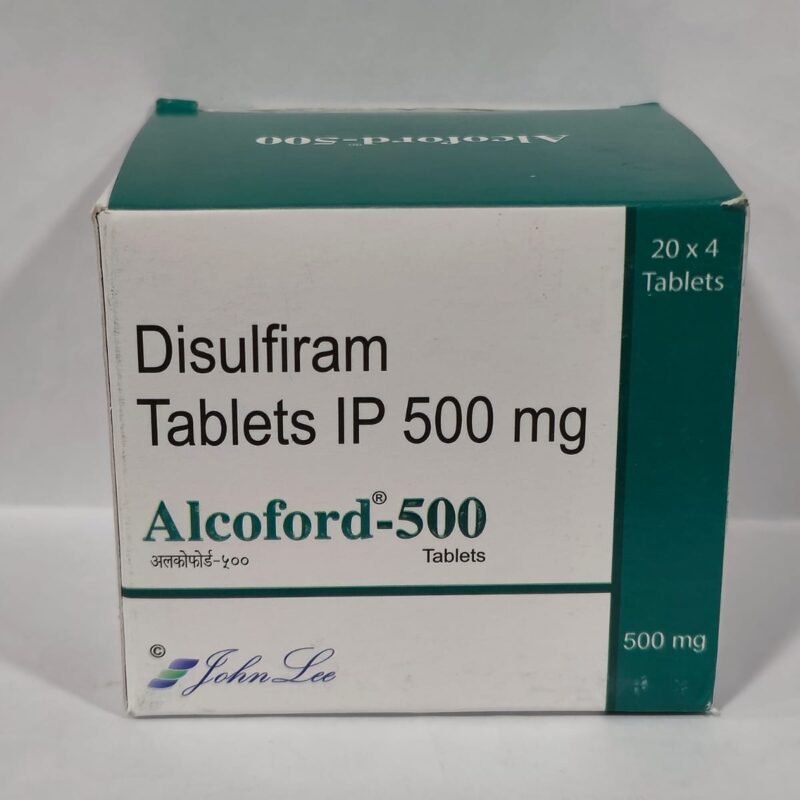 Alcoford-500
20 x 4
Tablets
Disulfiram
Tablets IP 500 mg
Alcoford®-500
Tablets
अलकोफोर्ड-५००
500 mg
©
John Lee